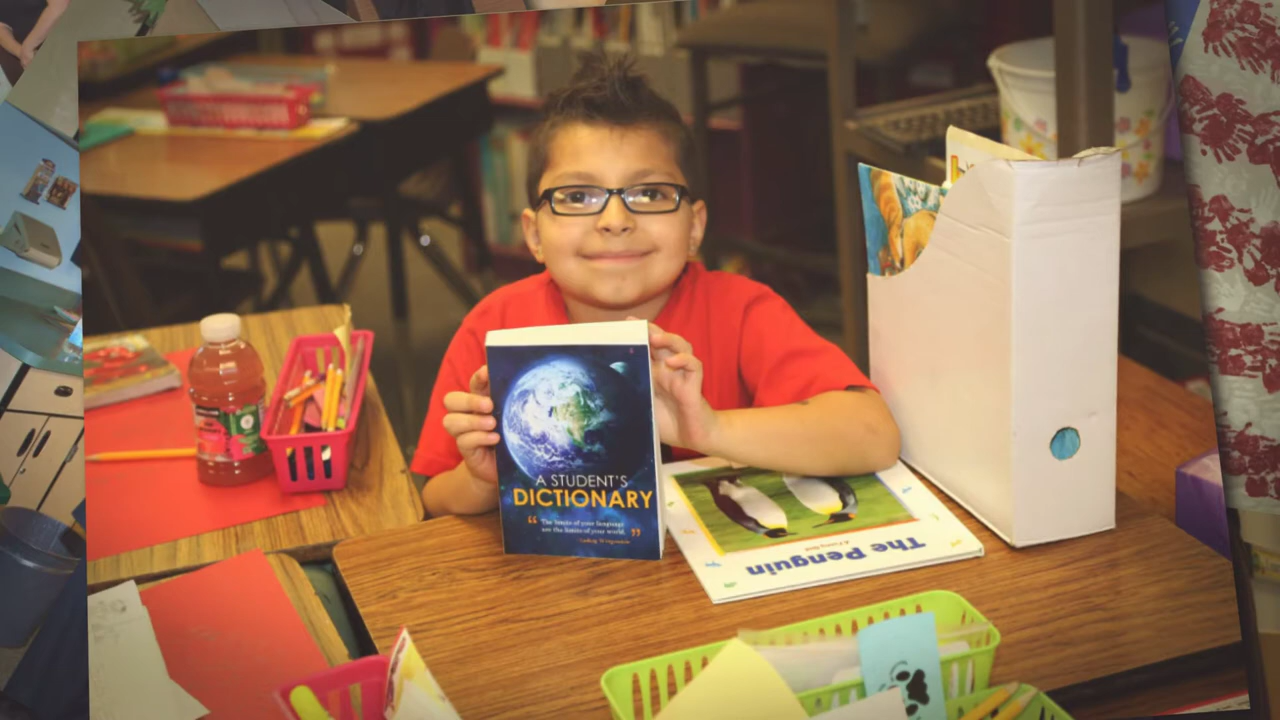 A STUDENT'S
DICTIONARY
“ The limits of your language
are the limits of your world. ”
The Penguin